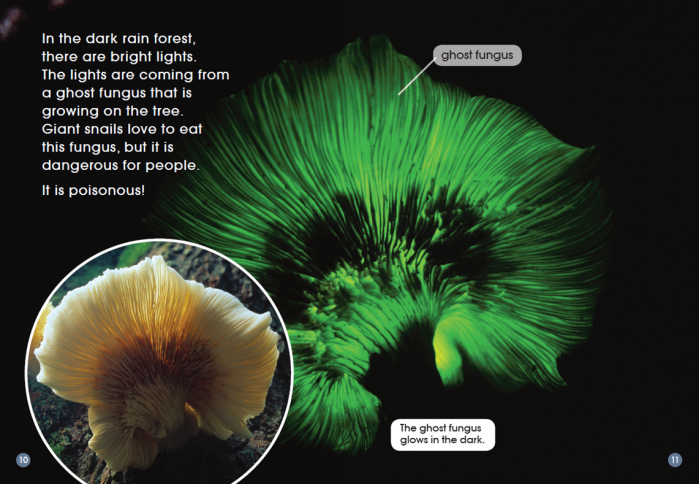 In the dark rain forest,
there are bright lights.
The lights are coming from
a ghost fungus that is
growing on the tree.
Giant snails love to eat
this fungus, but it is
dangerous for people.
It is poisonous!
ghost fungus
The ghost fungus
glows in the dark.
10
11